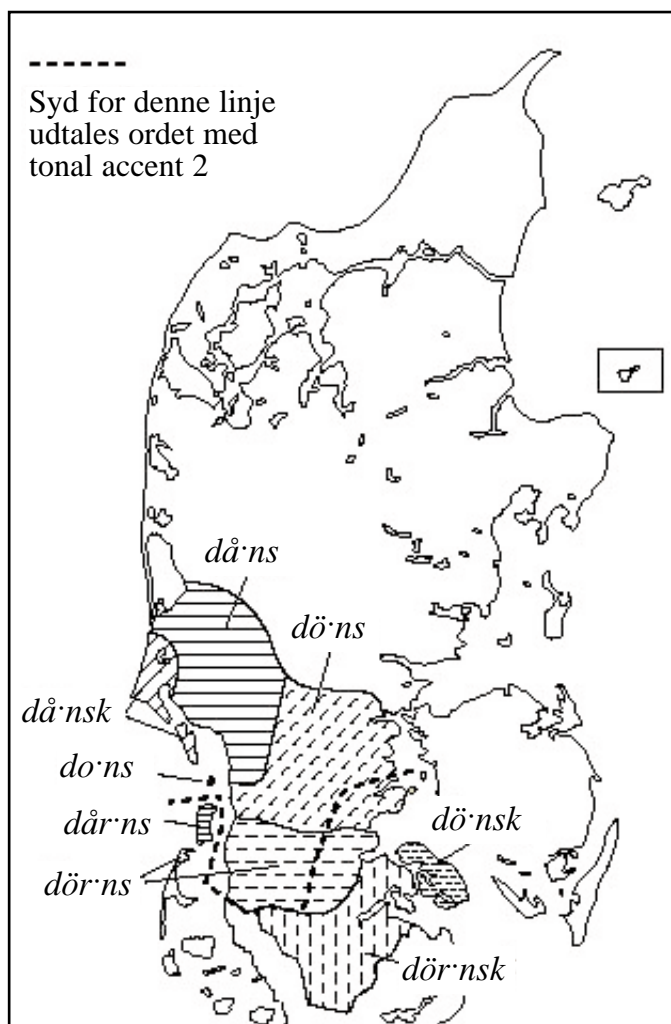 Syd for denne linje
udtales ordet med
tonal accent 2
då·ns
dö·ns
då·nsk
do·ns
dår·ns
dö·nsk
dör·ns
dör·nsk